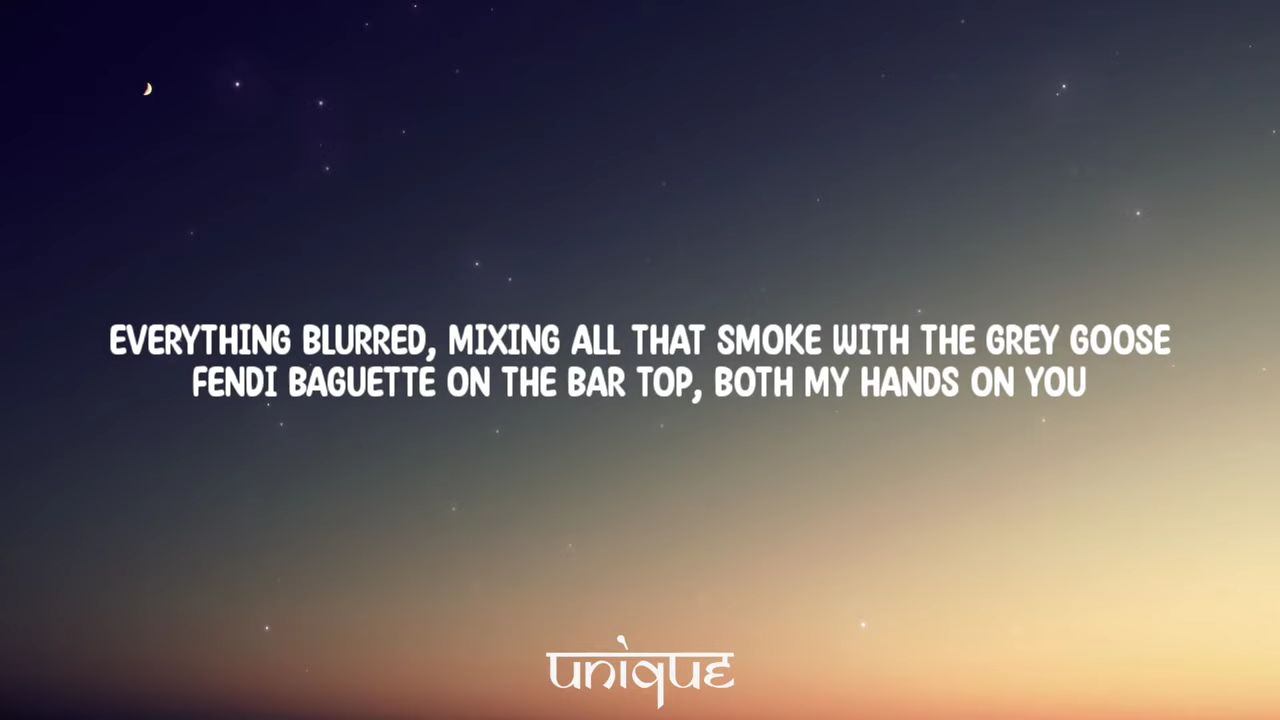 EVERYTHING BLURRED, MIXING ALL THAT SMOKE WITH THE GREY GOOSE
FENDI BAGUETTE ON THE BAR TOP, BOTH MY HANDS ON YOU
unique